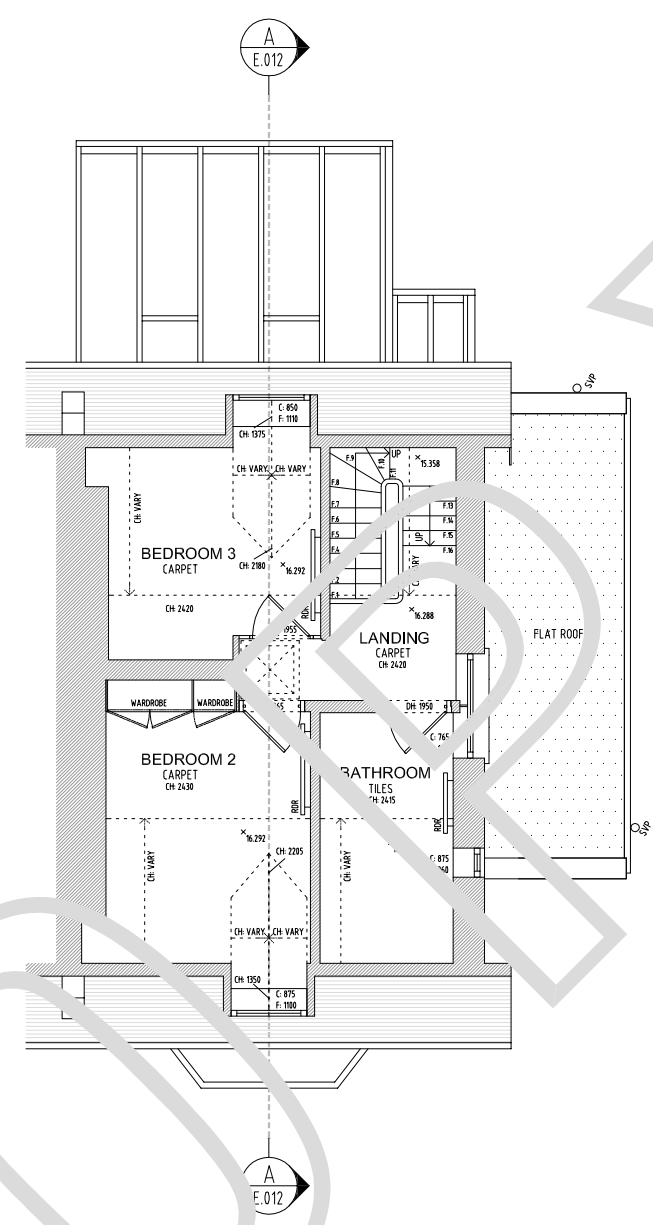 A
E.012
SVP
C: 850
F: 1110
CH: 1375
CH: VARY
CH: VARY
CH: VARY
BEDROOM 3
CARPET
CH: 2180
16.292
CH: 2420
RDR
F.9
F.10
F.11
UP
15.358
F.8
F.7
F.6
F.5
F.4
F.1
F.13
F.14
F.15
F.16
UP
16.288
LANDING
CARPET
CH: 2420
FLAT ROOF
WARDROBE
WARDROBE
DH: 1950
BEDROOM 2
CARPET
CH: 2430
RDR
C: 765
BATHROOM
TILES
CH: 2415
RDR
16.292
CH: 2205
CH: VARY
CH: VARY
CH: VARY
CH: VARY
SVP
C: 875
CH: 1350
C: 875
F: 1100
A
E.012